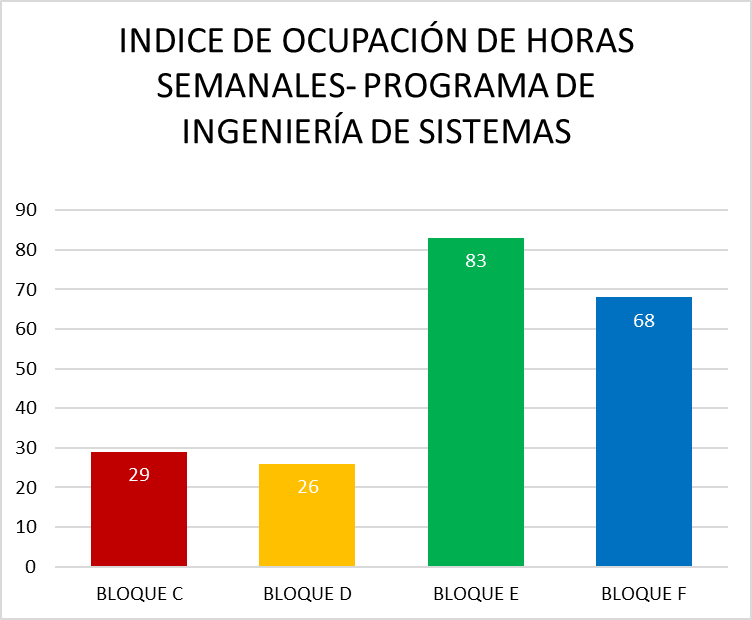 INDICE DE OCUPACIÓN DE HORAS
SEMANALES- PROGRAMA DE
INGENIERÍA DE SISTEMAS
90
80
70
60
50
40
30
20
10
0
29
26
83
68
BLOQUE C
BLOQUE D
BLOQUE E
BLOQUE F